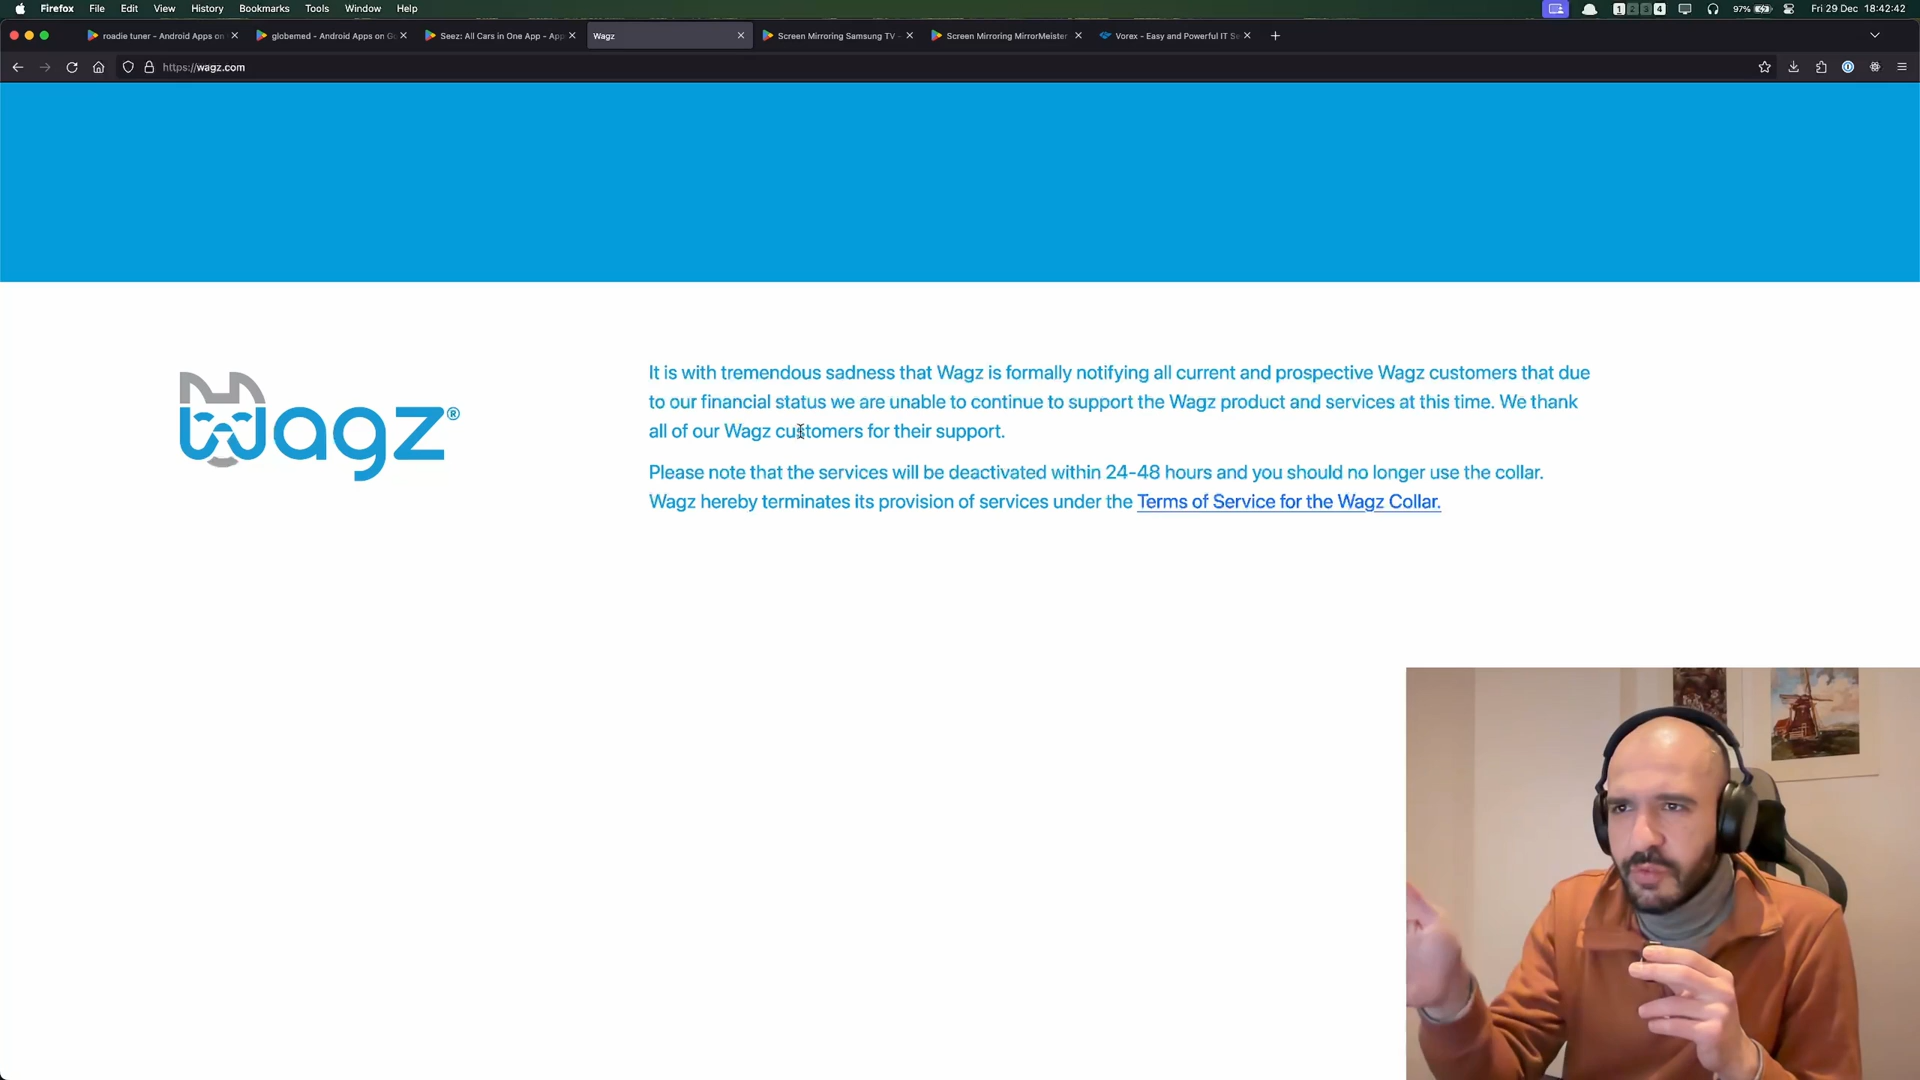 Firefox File Edit View History Bookmarks Tools Window Help 1 2 3 4 97% Fri 29 Dec 18:42:42
roadie tuner - Android Apps on globemed - Android Apps on G Seez: All Cars in One App - App Wagz Screen Mirroring Samsung TV - Screen Mirroring MirrorMeister Vorex - Easy and Powerful IT Se
https://wagz.com
wagz®
It is with tremendous sadness that Wagz is formally notifying all current and prospective Wagz customers that due
to our financial status we are unable to continue to support the Wagz product and services at this time. We thank
all of our Wagz customers for their support.
Please note that the services will be deactivated within 24-48 hours and you should no longer use the collar.
Wagz hereby terminates its provision of services under the Terms of Service for the Wagz Collar.